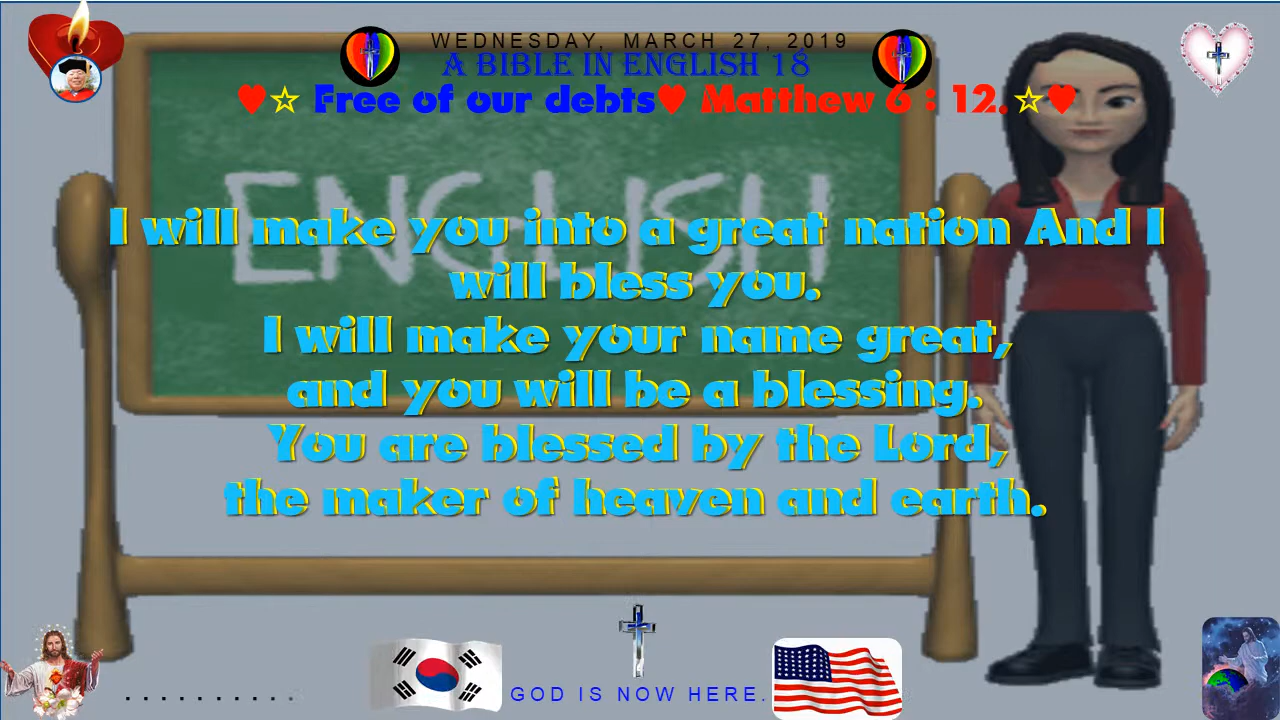 WEDNESDAY, MARCH 27, 2019
A BIBLE IN ENGLISH 18
♥☆ Free of our debts♥ Matthew 6 : 12.☆♥
ENGLISH
I will make you into a great nation And I
will bless you.
I will make your name great,
and you will be a blessing.
You are blessed by the Lord,
the maker of heaven and earth.
. . . . . . . . . .
GOD IS NOW HERE.